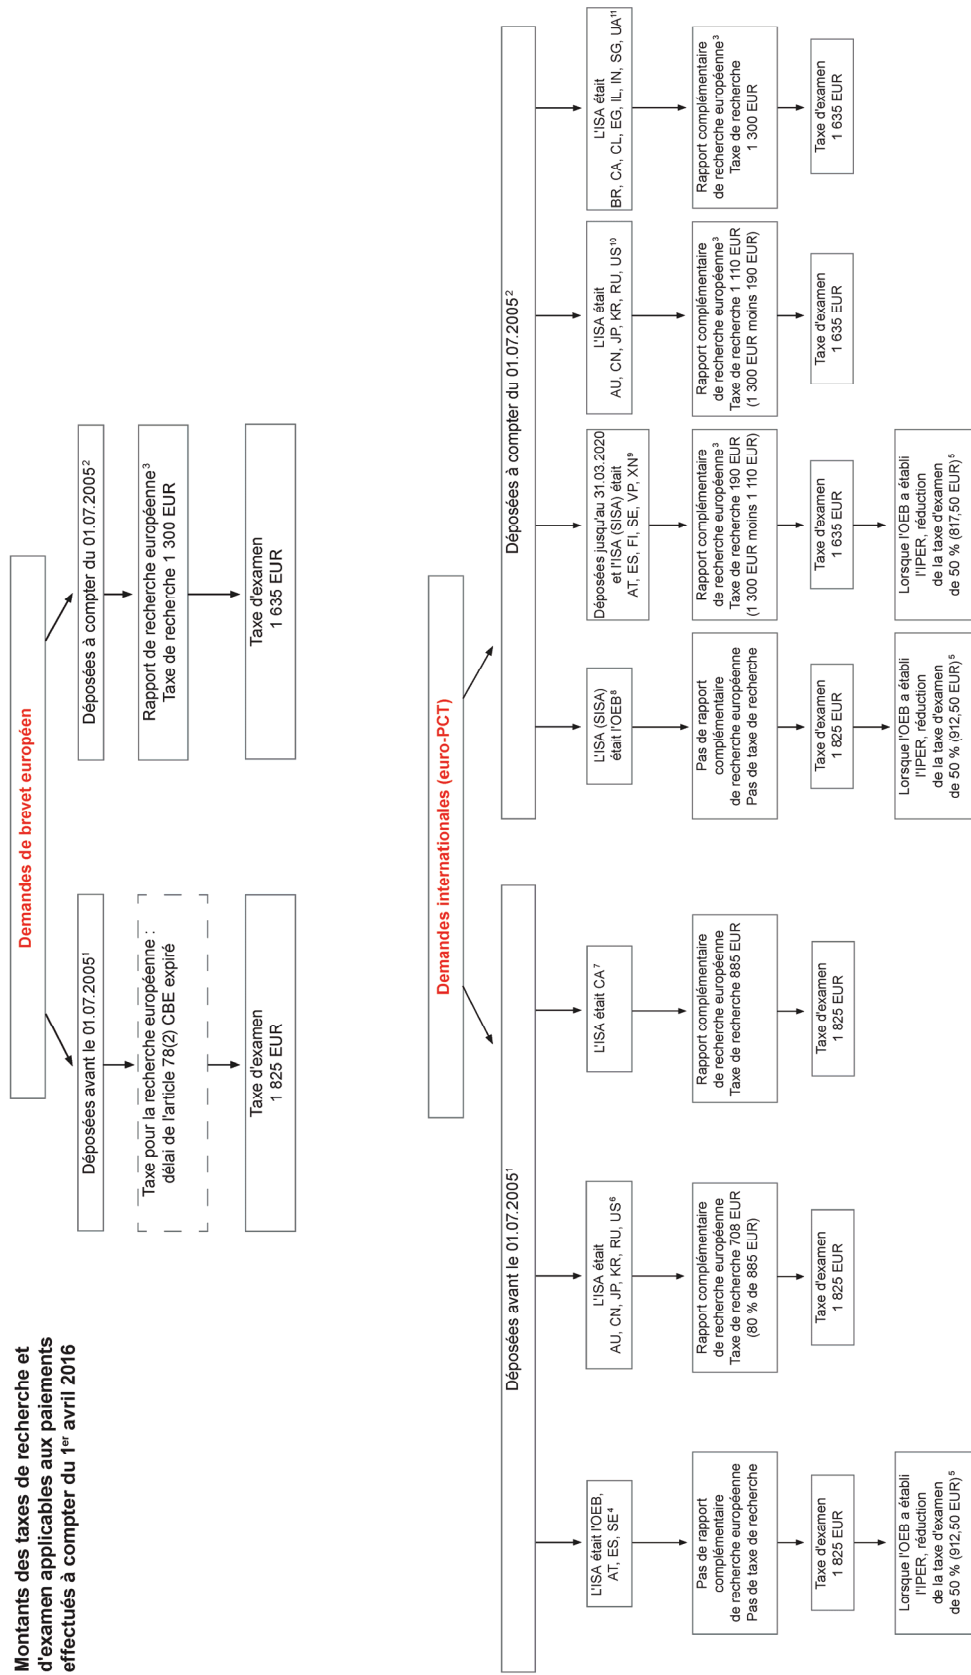 Montants des taxes de recherche et
d'examen applicables aux paiements
effectués à compter du 1er avril 2016
Demandes de brevet européen
Déposées avant le 01.07.2005¹
Taxe pour la recherche européenne :
délai de l'article 78(2) CBE expiré
Taxe d'examen
1 825 EUR
Déposées à compter du 01.07.2005²
Rapport de recherche européenne³
Taxe de recherche 1 300 EUR
Taxe d'examen
1 635 EUR
Demandes internationales (euro-PCT)
Déposées avant le 01.07.2005¹
L'ISA était l'OEB,
AT, ES, SE⁴
Pas de rapport
complémentaire
de recherche européenne
Pas de taxe de recherche
Taxe d'examen
1 825 EUR
Lorsque l'OEB a établi
l'IPER, réduction
de la taxe d'examen
de 50 % (912,50 EUR)⁵
L'ISA était
AU, CN, JP, KR, RU, US⁶
Rapport complémentaire
de recherche européenne
Taxe de recherche 708 EUR
(80 % de 885 EUR)
Taxe d'examen
1 825 EUR
L'ISA était CA⁷
Rapport complémentaire
de recherche européenne
Taxe de recherche 885 EUR
Taxe d'examen
1 825 EUR
Déposées à compter du 01.07.2005²
L'ISA (SISA)
était l'OEB⁸
Pas de rapport
complémentaire
de recherche européenne
Pas de taxe de recherche
Taxe d'examen
1 825 EUR
Lorsque l'OEB a établi
l'IPER, réduction
de la taxe d'examen
de 50 % (912,50 EUR)⁵
Déposées jusqu'au 31.03.2020
et l'ISA (SISA) était
AT, ES, FI, SE, VP, XN⁹
Rapport complémentaire
de recherche européenne³
Taxe de recherche 190 EUR
(1 300 EUR moins 1 110 EUR)
Taxe d'examen
1 635 EUR
Lorsque l'OEB a établi
l'IPER, réduction
de la taxe d'examen
de 50 % (817,50 EUR)⁵
L'ISA était
AU, CN, JP, KR, RU, US¹⁰
Rapport complémentaire
de recherche européenne³
Taxe de recherche 1 110 EUR
(1 300 EUR moins 190 EUR)
Taxe d'examen
1 635 EUR
L'ISA était
BR, CA, CL, EG, IL, IN, SG, UA¹¹
Rapport complémentaire
de recherche européenne³
Taxe de recherche
1 300 EUR
Taxe d'examen
1 635 EUR